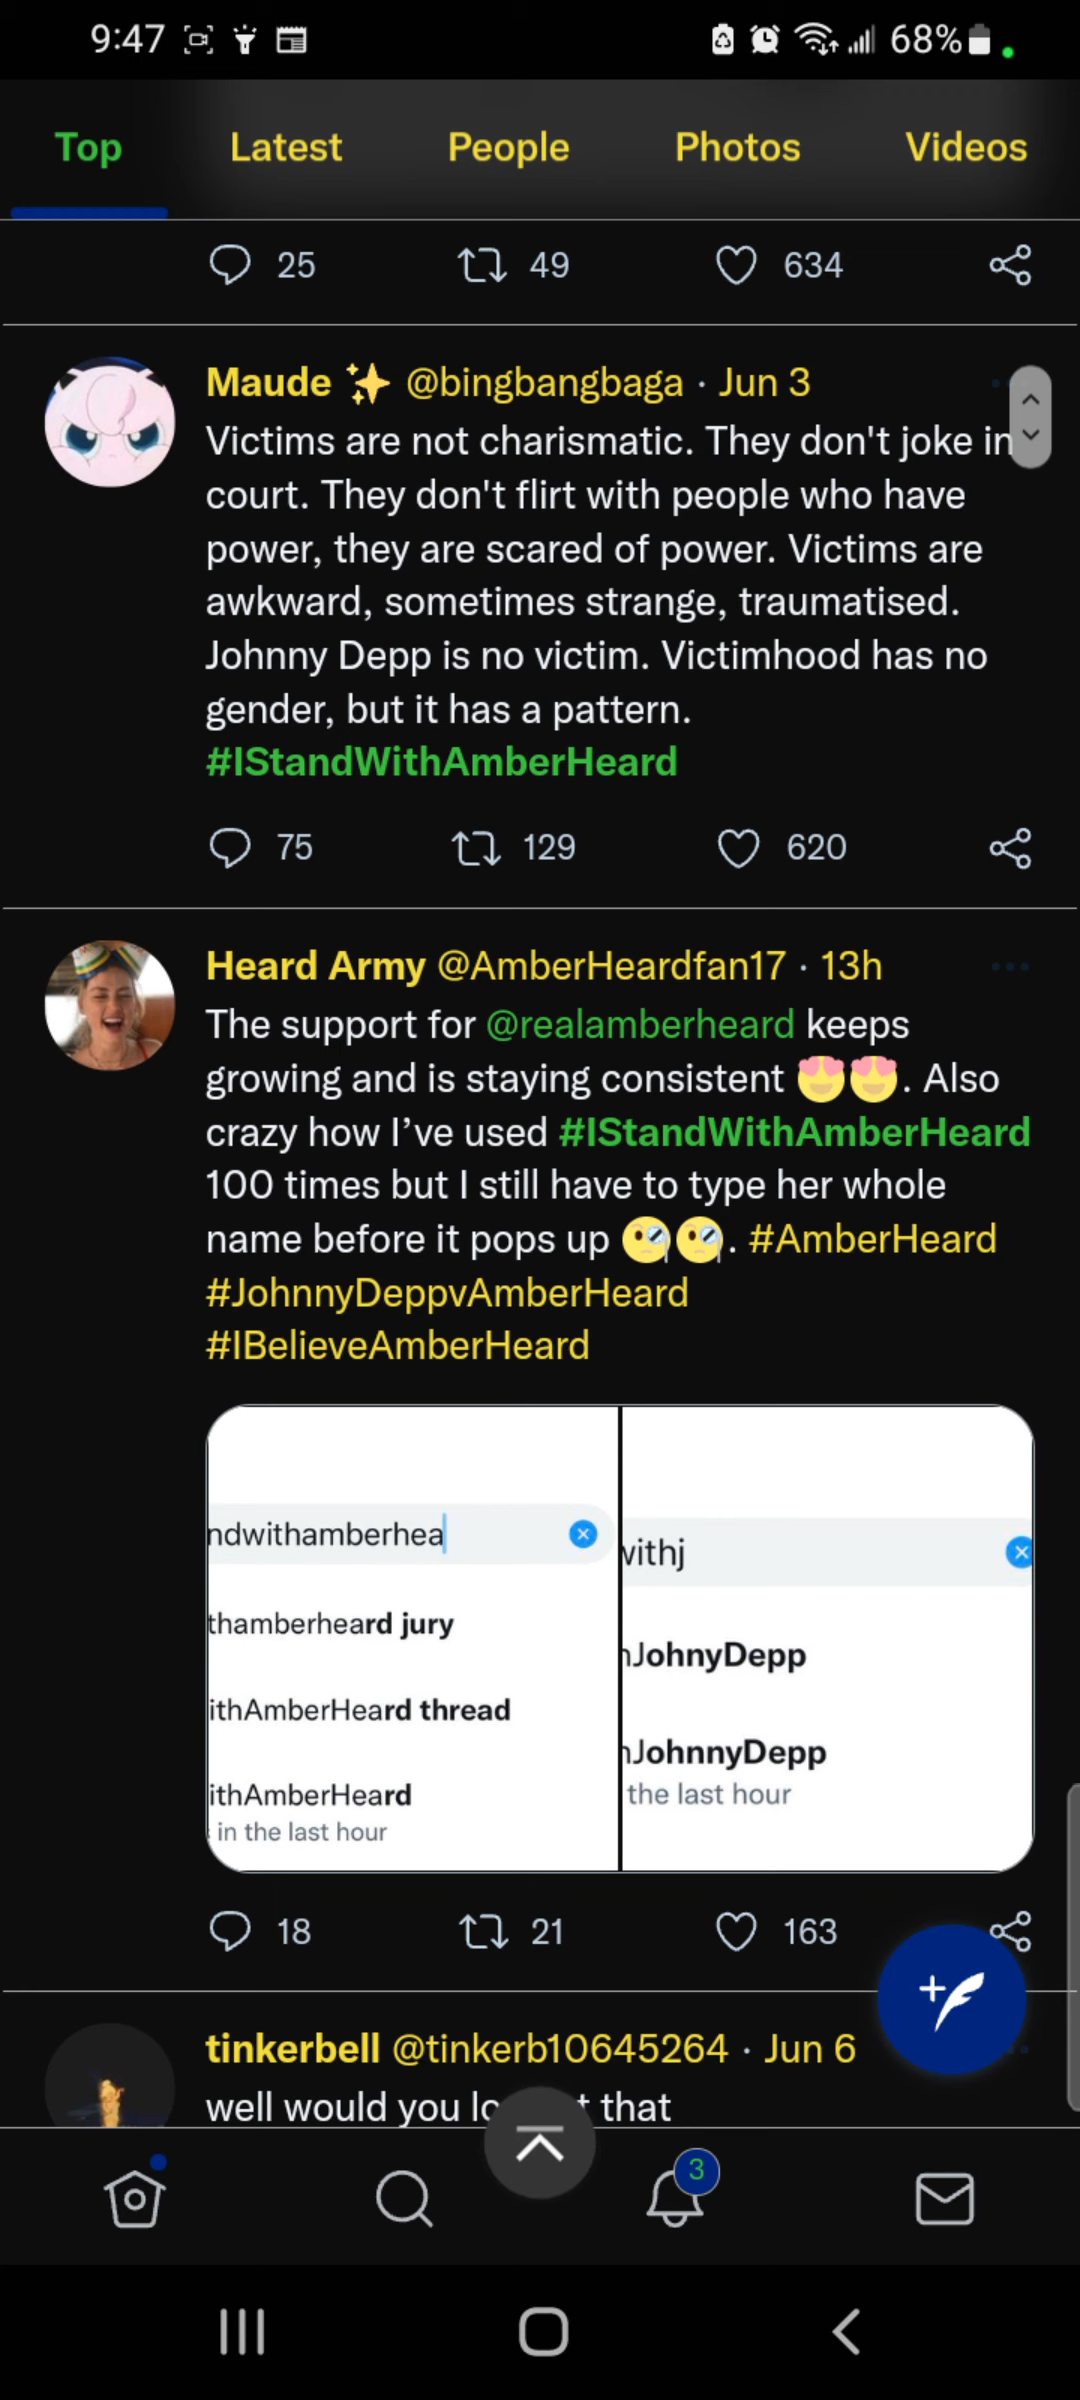 9:47 68%
Top Latest People Photos Videos
25 49 634
Maude @bingbangbaga · Jun 3
Victims are not charismatic. They don't joke in
court. They don't flirt with people who have
power, they are scared of power. Victims are
awkward, sometimes strange, traumatised.
Johnny Depp is no victim. Victimhood has no
gender, but it has a pattern.
#IStandWithAmberHeard
75 129 620
Heard Army @AmberHeardfan17 · 13h
The support for @realamberheard keeps
growing and is staying consistent 😍😍. Also
crazy how I’ve used #IStandWithAmberHeard
100 times but I still have to type her whole
name before it pops up 🧐🧐. #AmberHeard
#JohnnyDeppvAmberHeard
#IBelieveAmberHeard
ndwithamberhea
thamberheard jury
ithAmberHeard thread
ithAmberHeard
in the last hour
withj
JohnyDepp
JohnnyDepp
the last hour
18 21 163
tinkerbell @tinkerb10645264 · Jun 6
well would you lo t that
3